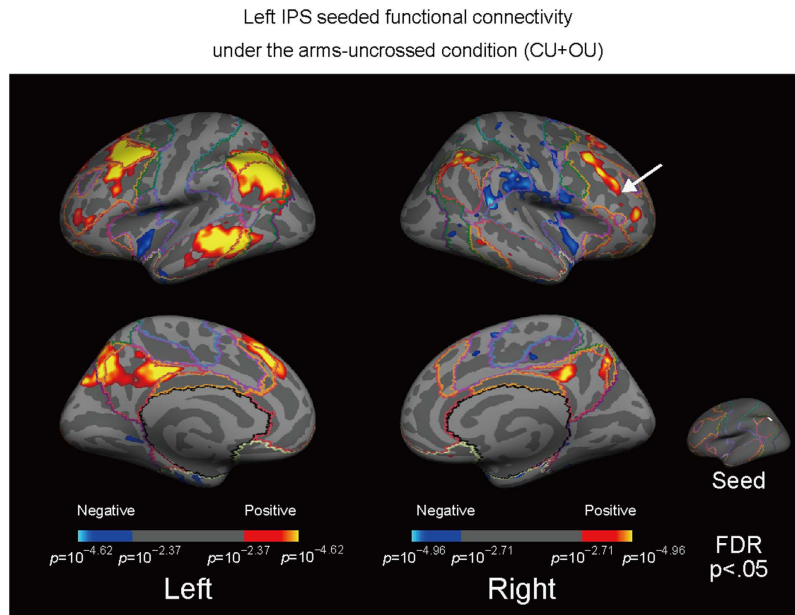 Left IPS seeded functional connectivity
under the arms-uncrossed condition (CU+OU)
Seed
Negative Positive Negative Positive
p=10^-4.62 p=10^-2.37 p=10^-2.37 p=10^-4.62 p=10^-4.96 p=10^-2.71 p=10^-2.71 p=10^-4.96
FDR
p<.05
Left Right